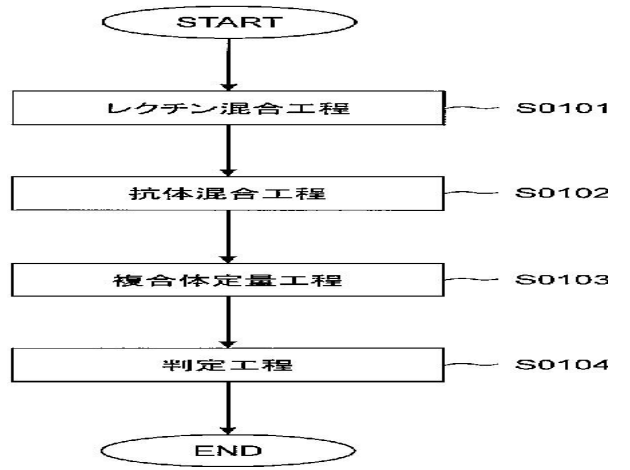 START
レクチン混合工程 S0101
抗体混合工程 S0102
複合体定量工程 S0103
判定工程 S0104
END